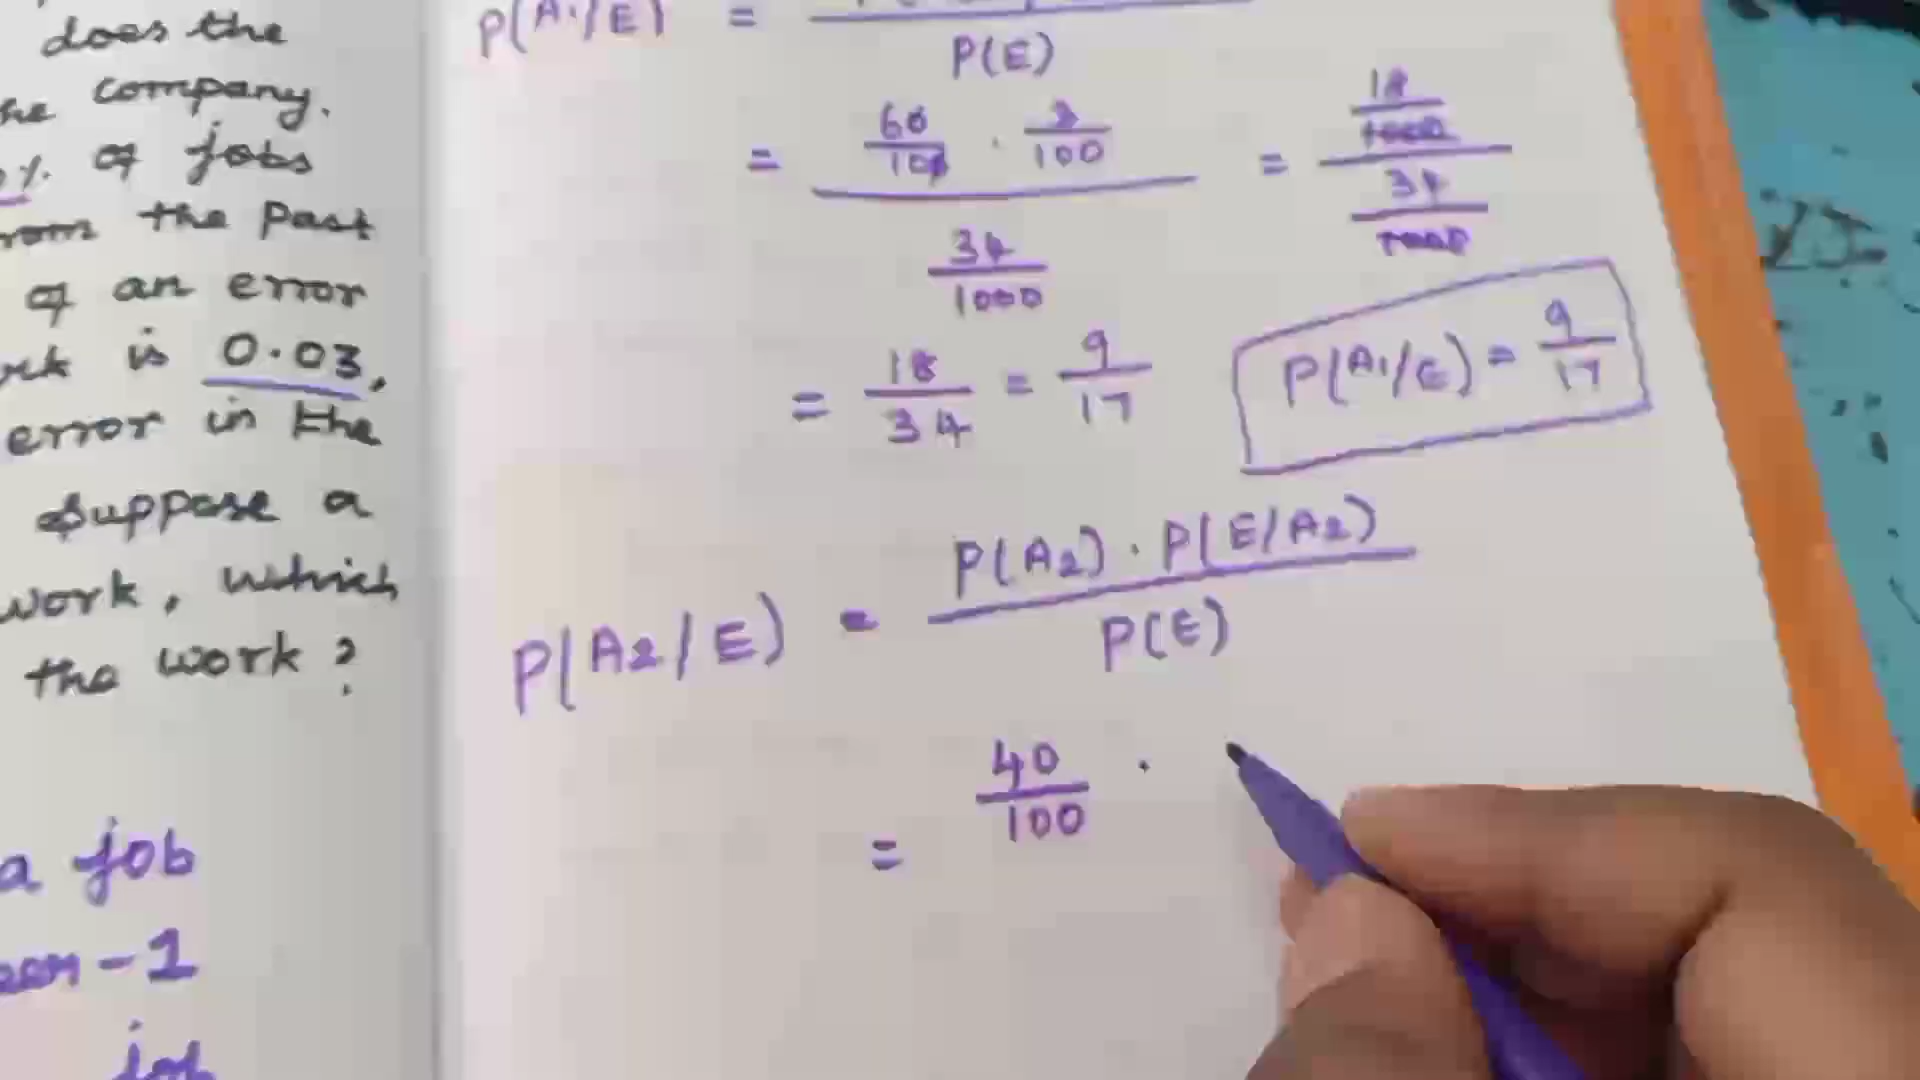 does the
company.
% of jobs
rom the past
of an error
is 0.03,
error in the
suppose a
work, which
the work?
a job
-1
job
P(A1/E) =
P(E)
= 60/100 · 3/100 = 18/1000
34/1000 34/1000
= 18/34 = 9/17 P(A1/E) = 9/17
P(A2/E) = P(A2) · P(E/A2)
P(E)
= 40/100 ·